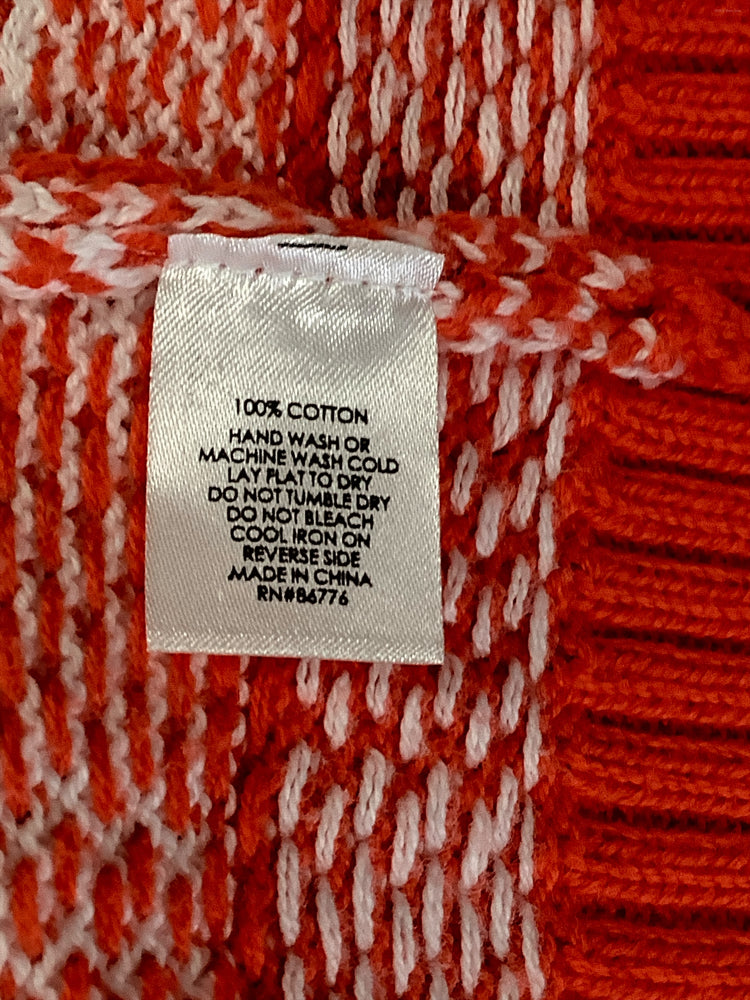 100% COTTON
HAND WASH OR
MACHINE WASH COLD
LAY FLAT TO DRY
DO NOT TUMBLE DRY
DO NOT BLEACH
COOL IRON ON
REVERSE SIDE
MADE IN CHINA
RN#86776